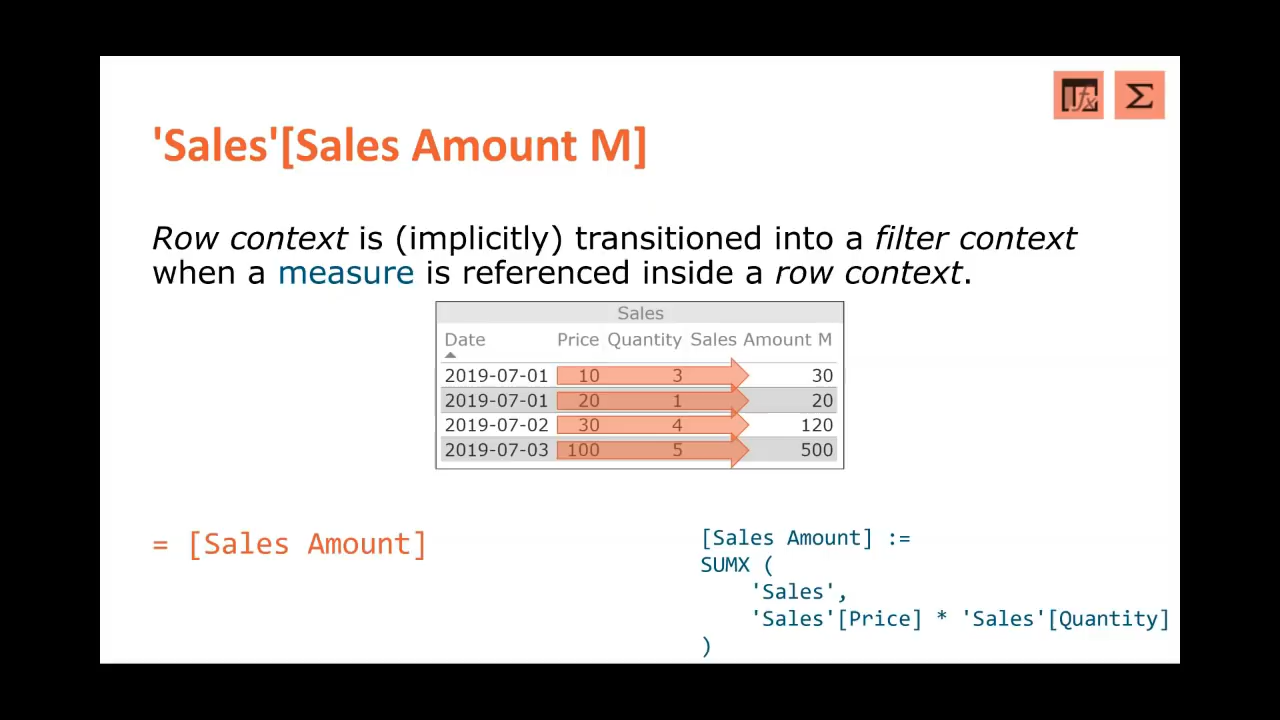 'Sales'[Sales Amount M]
Row context is (implicitly) transitioned into a filter context
when a measure is referenced inside a row context.
Sales
Date Price Quantity Sales Amount M
2019-07-01 10 3 30
2019-07-01 20 1 20
2019-07-02 30 4 120
2019-07-03 100 5 500
= [Sales Amount]
[Sales Amount] :=
SUMX (
'Sales',
'Sales'[Price] * 'Sales'[Quantity]
)
fx
Σ